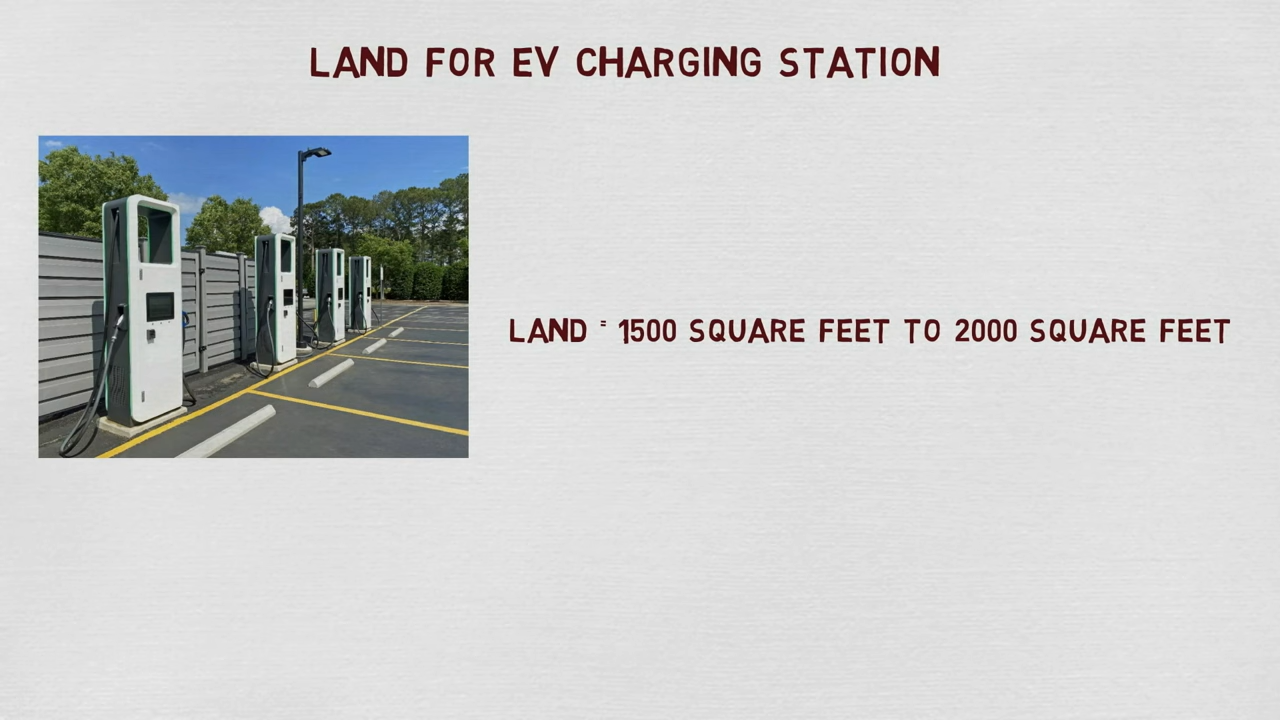 LAND FOR EV CHARGING STATION
LAND = 1500 SQUARE FEET TO 2000 SQUARE FEET